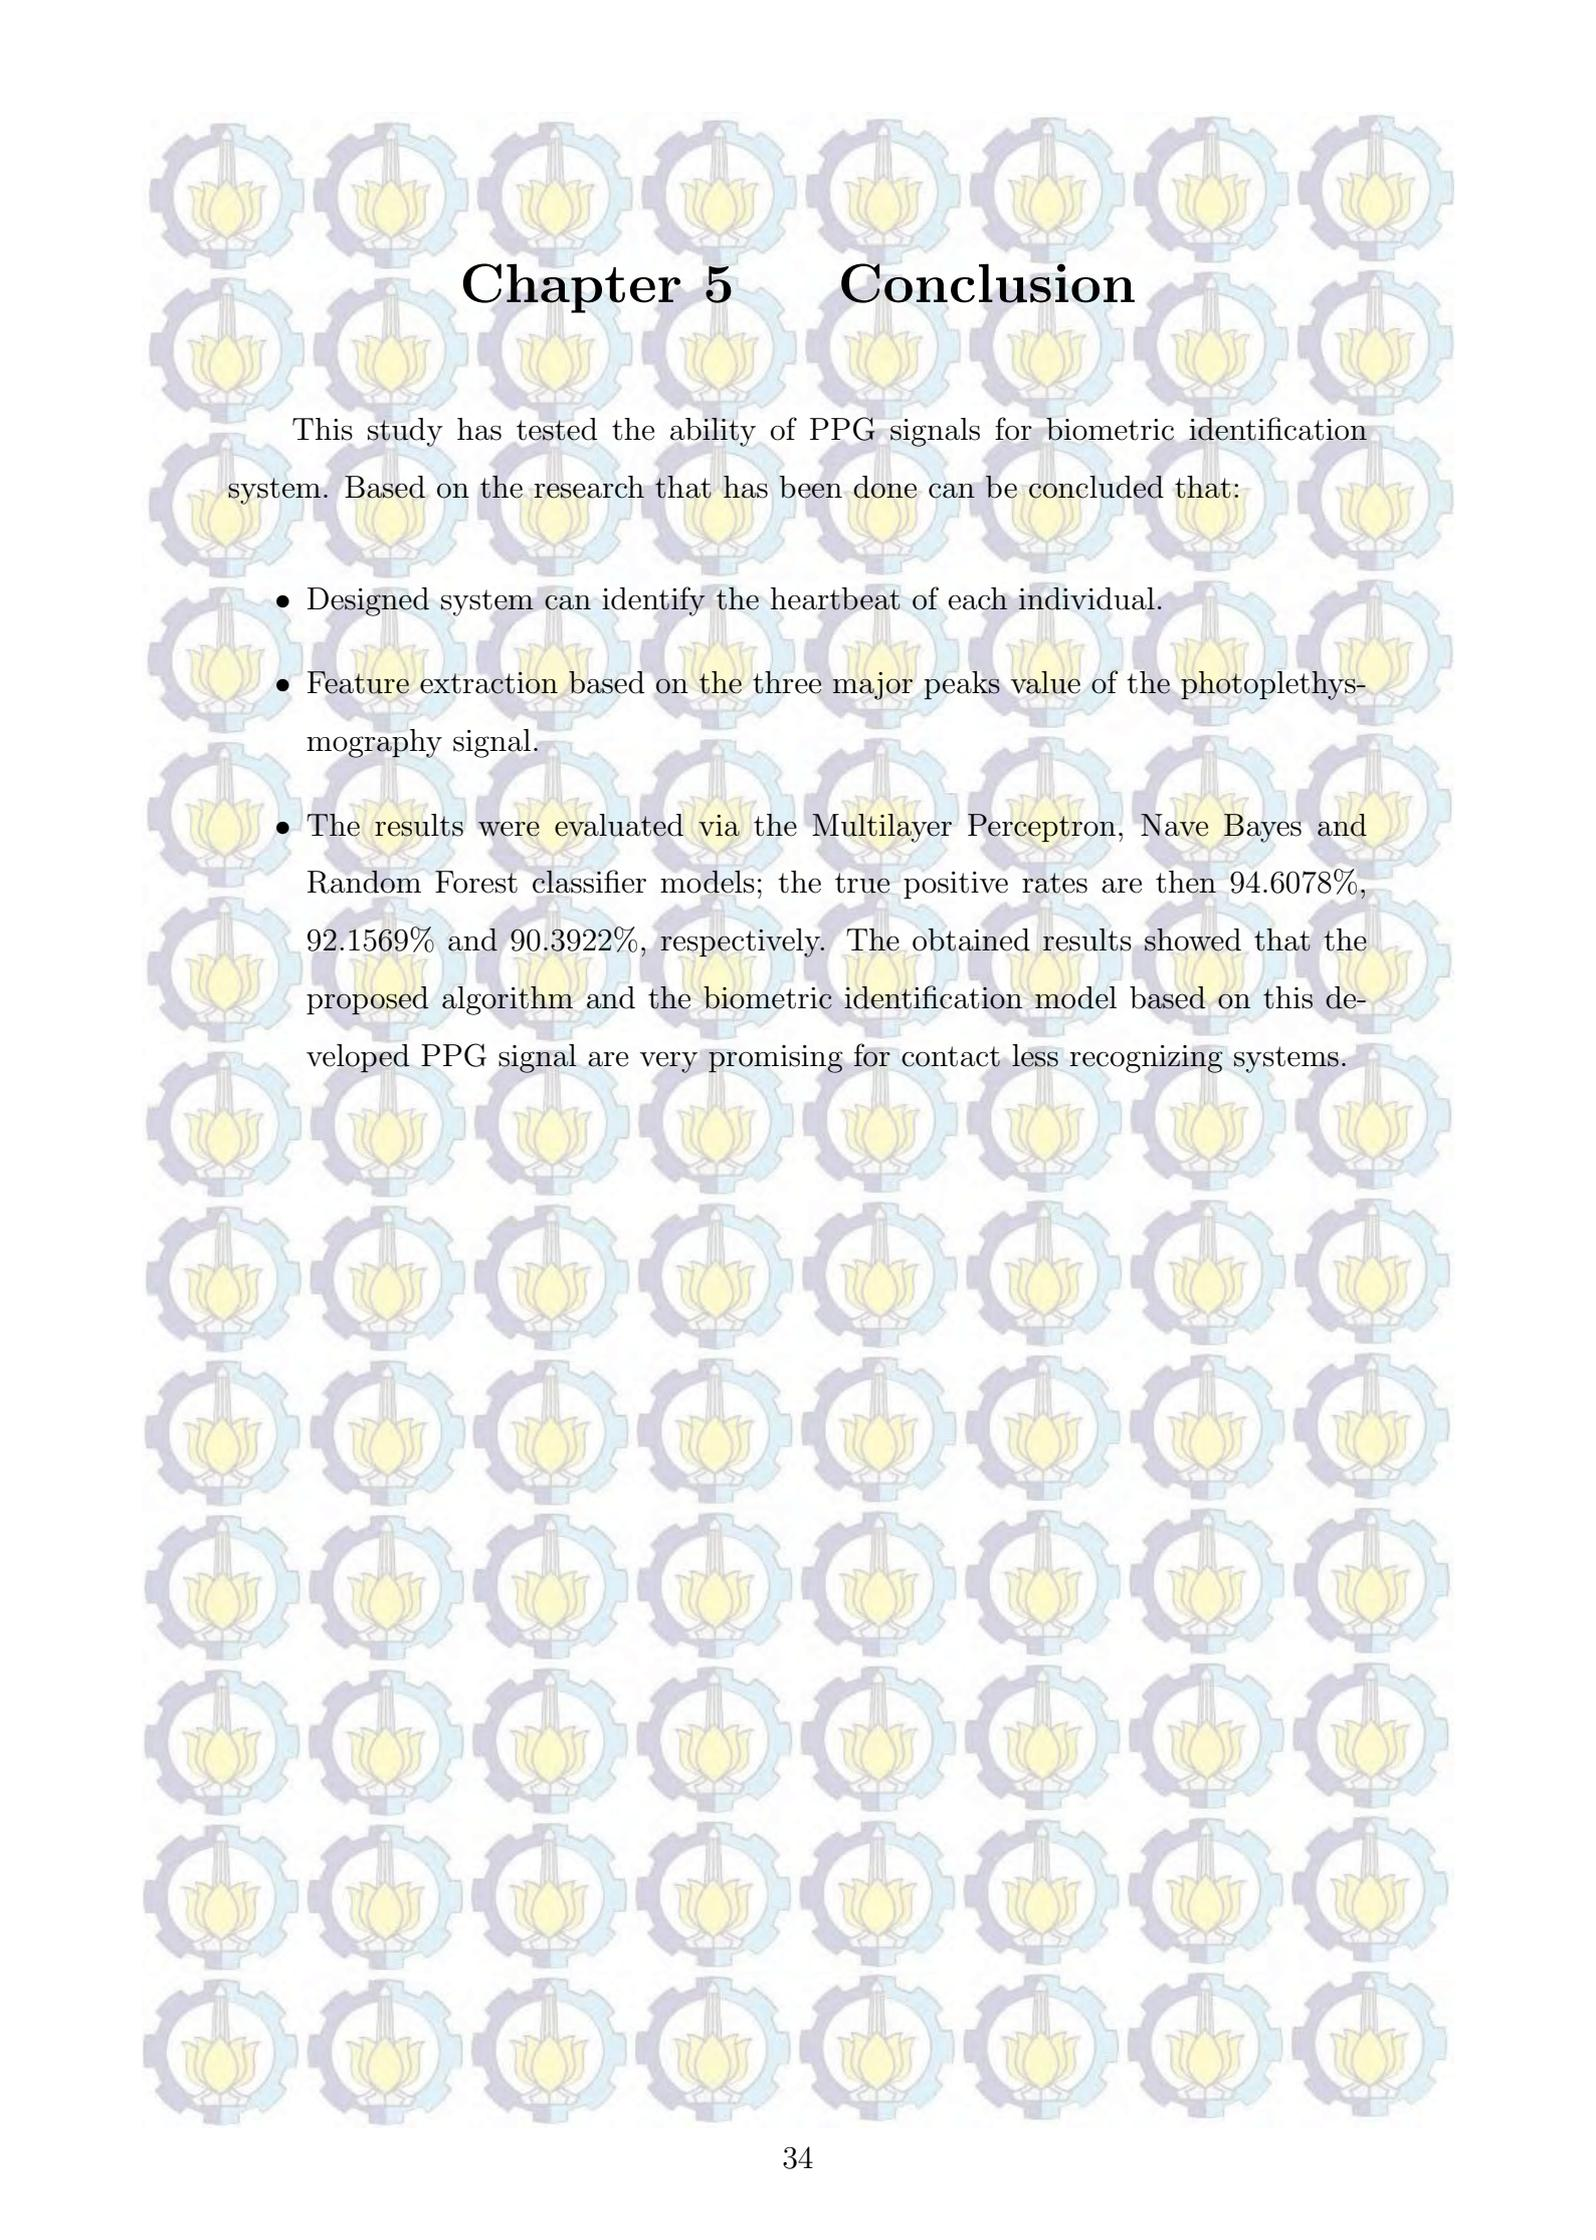 Chapter 5 Conclusion
This study has tested the ability of PPG signals for biometric identification
system. Based on the research that has been done can be concluded that:
• Designed system can identify the heartbeat of each individual.
• Feature extraction based on the three major peaks value of the photoplethys-
mography signal.
• The results were evaluated via the Multilayer Perceptron, Nave Bayes and
Random Forest classifier models; the true positive rates are then 94.6078%,
92.1569% and 90.3922%, respectively. The obtained results showed that the
proposed algorithm and the biometric identification model based on this de-
veloped PPG signal are very promising for contact less recognizing systems.
34